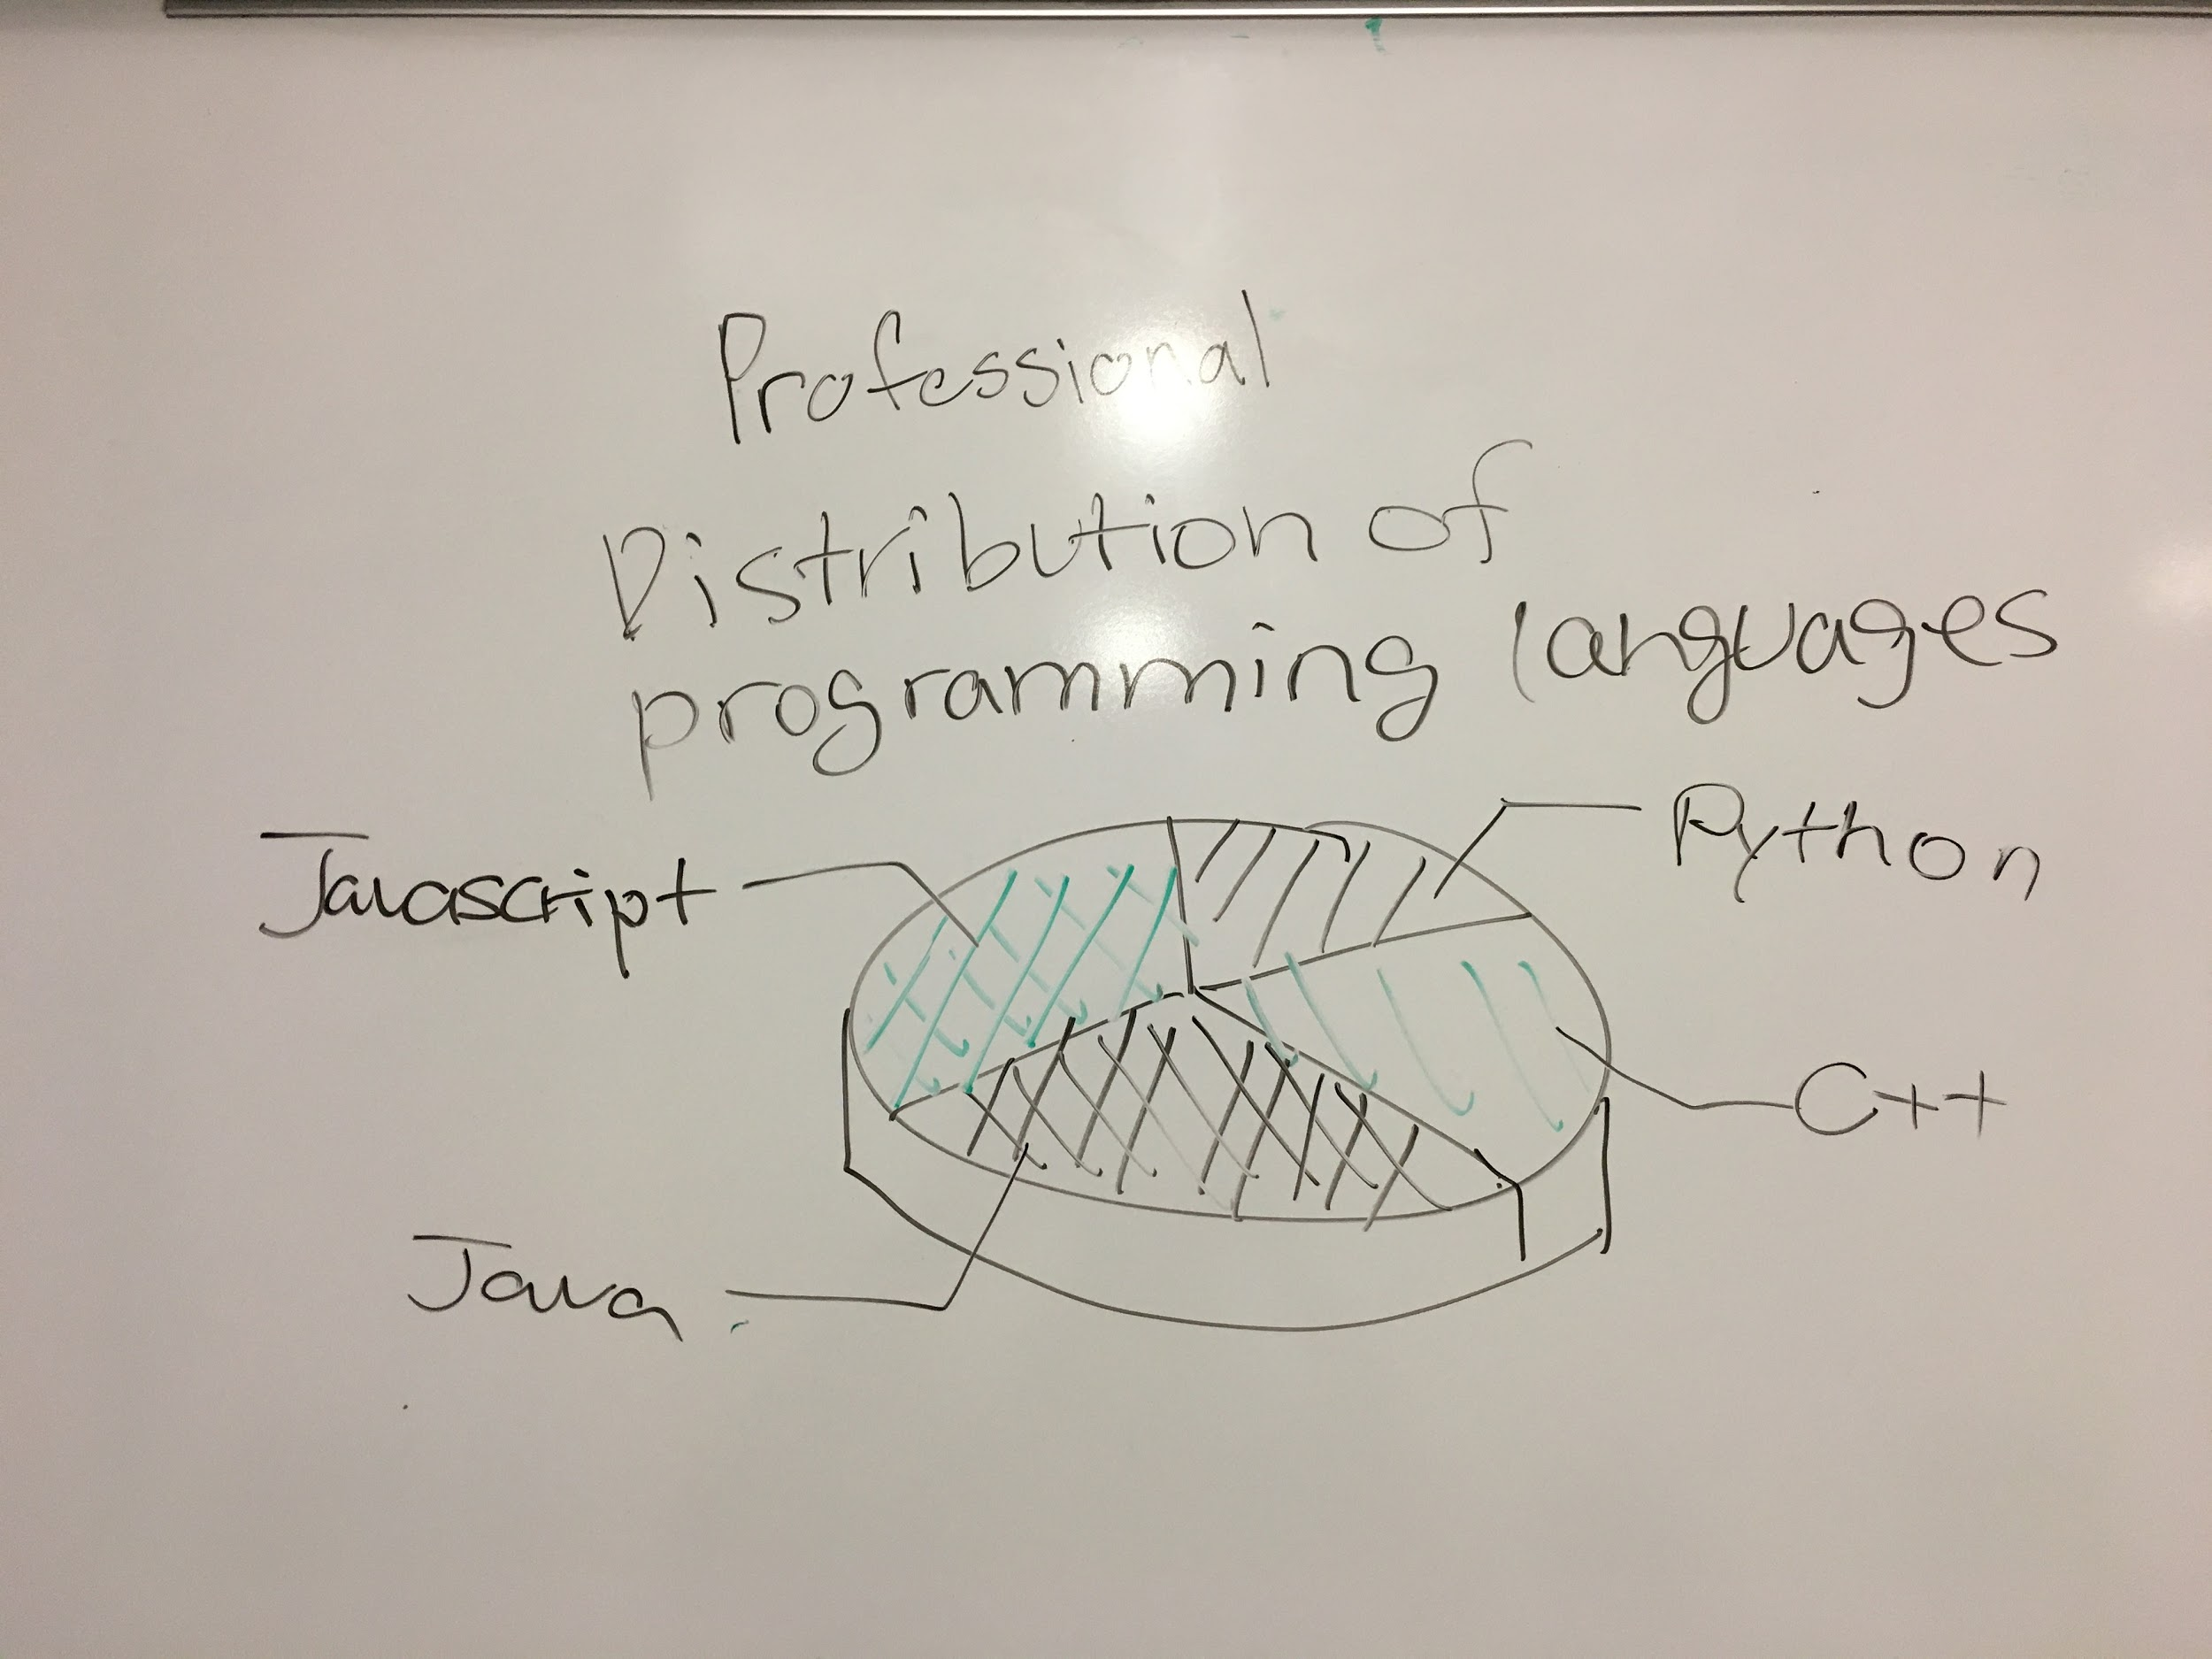 Professional
Distribution of
programming languages
Python
Javascript
C++
Java